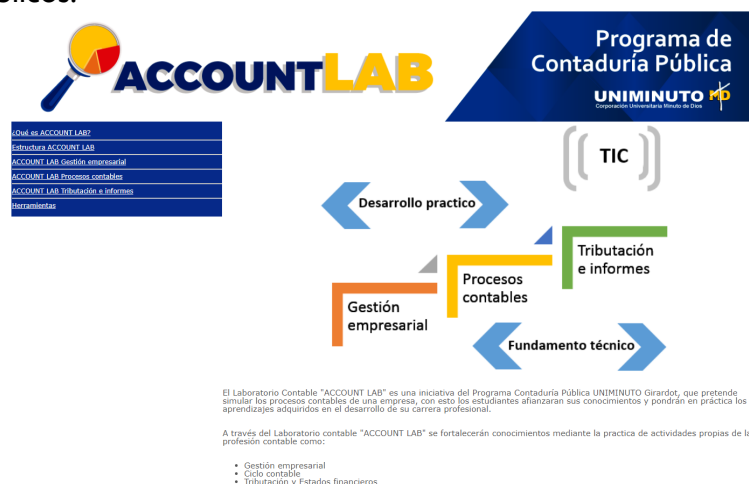 ACCOUNTLAB
Programa de
Contaduría Pública
UNIMINUTO MD
Corporación Universitaria Minuto de Dios
¿Qué es ACCOUNT LAB?
Estructura ACCOUNT LAB
ACCOUNT LAB Gestión empresarial
ACCOUNT LAB Procesos contables
ACCOUNT LAB Tributación e informes
Herramientas
TIC
Desarrollo practico
Tributación
e informes
Procesos
contables
Gestión
empresarial
Fundamento técnico
El Laboratorio Contable "ACCOUNT LAB" es una iniciativa del Programa Contaduría Pública UNIMINUTO Girardot, que pretende
simular los procesos contables de una empresa, con esto los estudiantes afianzaran sus conocimientos y pondrán en práctica los
aprendizajes adquiridos en el desarrollo de su carrera profesional.
A través del Laboratorio contable "ACCOUNT LAB" se fortalecerán conocimientos mediante la practica de actividades propias de la
profesión contable como:
• Gestión empresarial
• Ciclo contable
• Tributación y Estados financieros